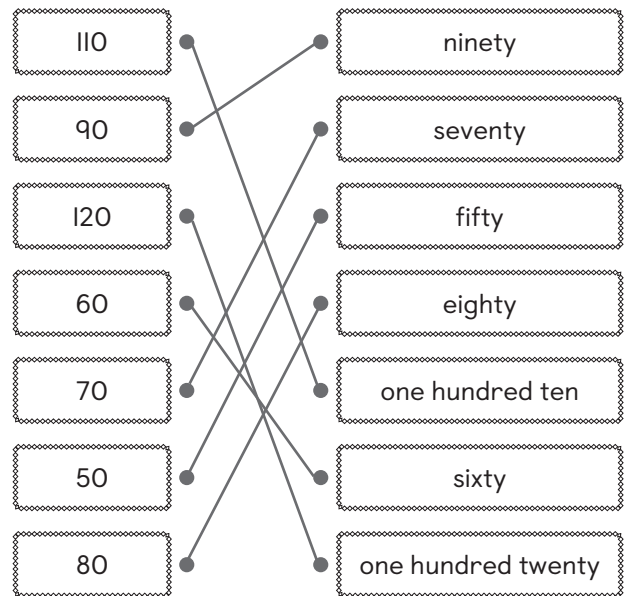 110
ninety
90
seventy
120
fifty
60
eighty
70
one hundred ten
50
sixty
80
one hundred twenty